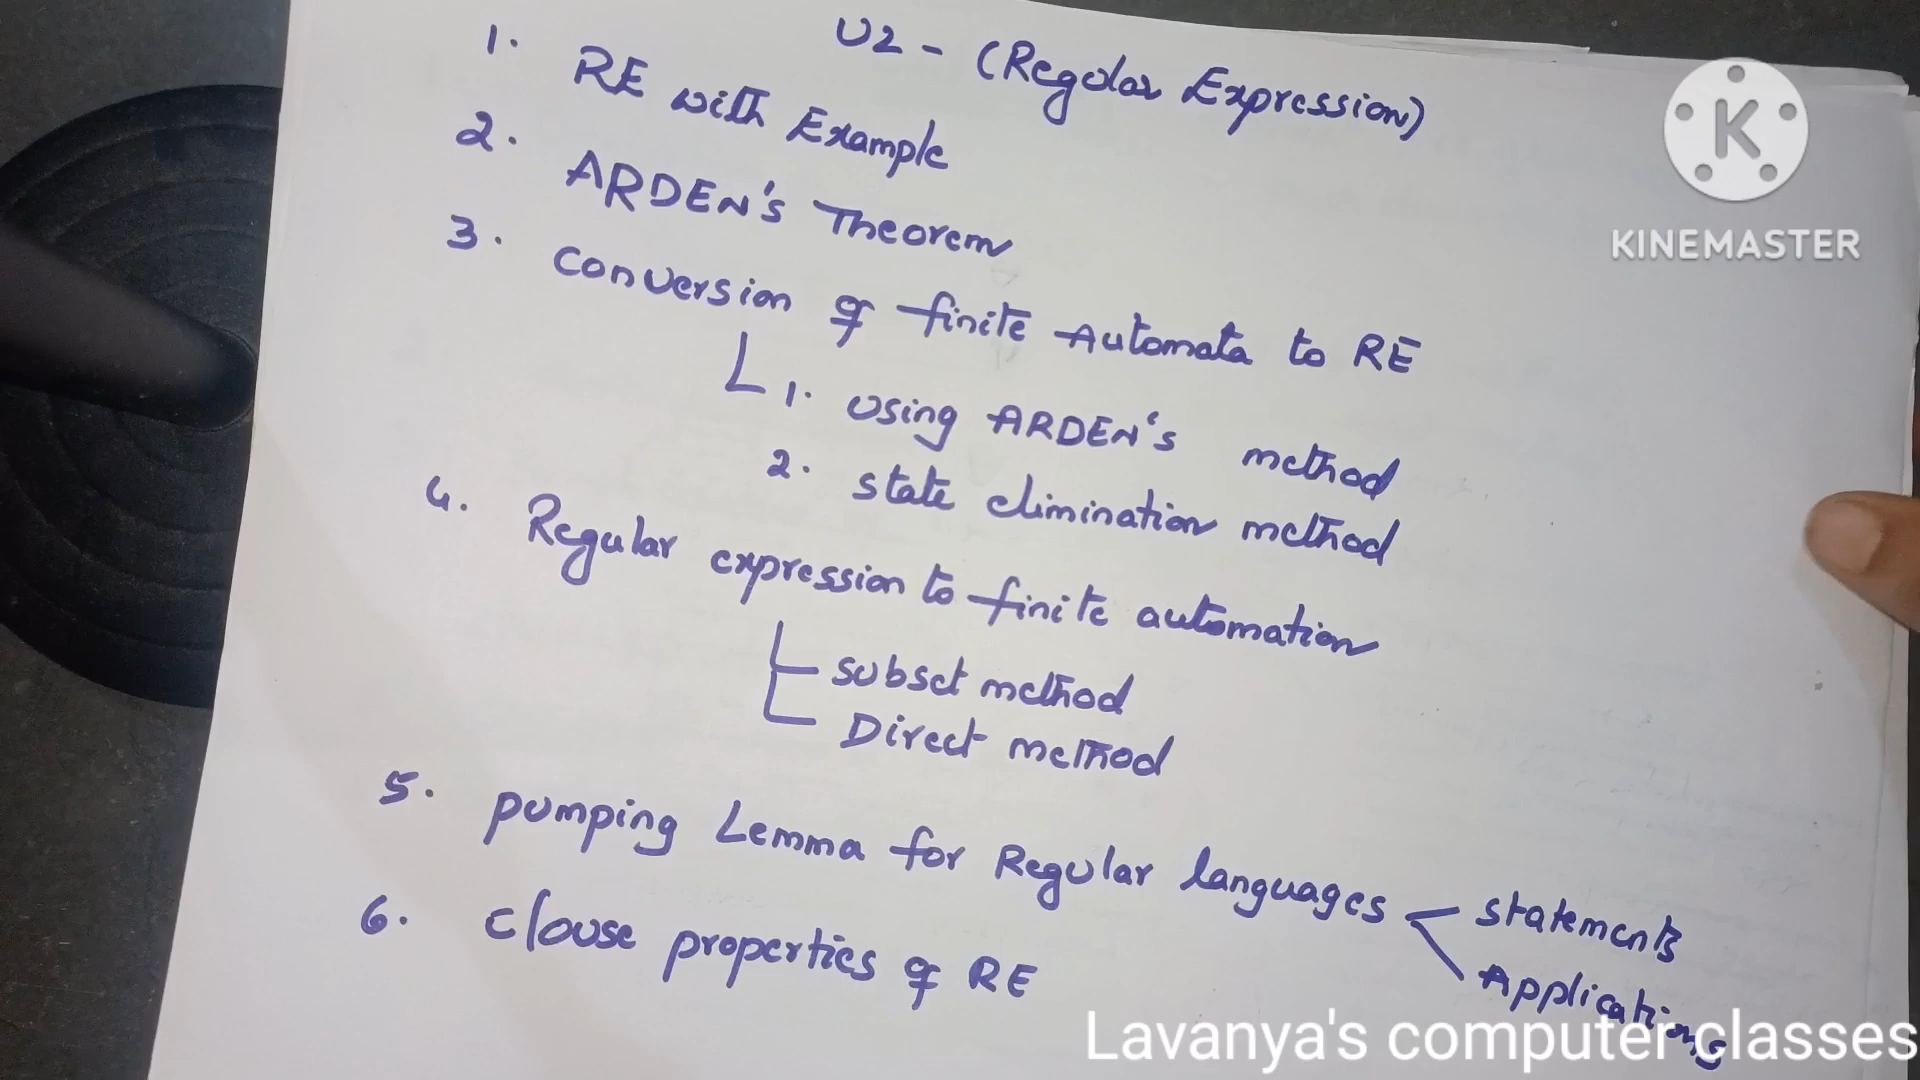 U2 - (Regular Expression)
1. RE with Example
2. ARDEN's Theorem
3. Conversion of finite Automata to RE
1. Using ARDEN's method
2. state elimination method
4. Regular expression to finite automation
subset method
Direct method
5. pumping Lemma for Regular languages
statements
Applications
6. clouse properties of RE
K
KINEMASTER
Lavanya's computer classes